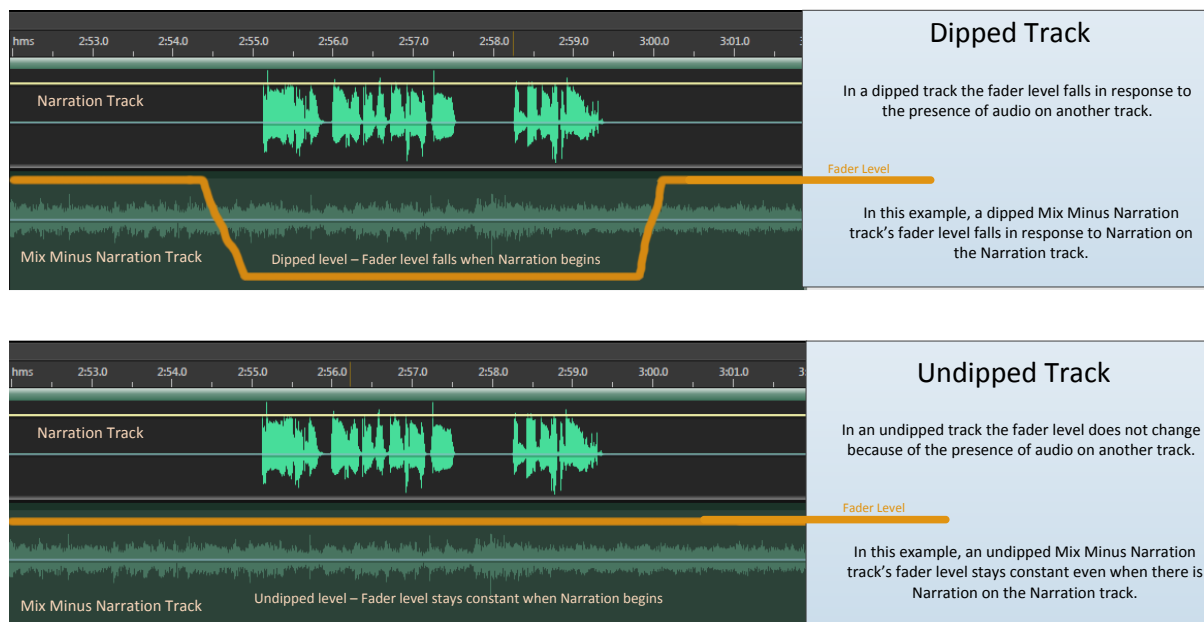 hms 2:53.0 2:54.0 2:55.0 2:56.0 2:57.0 2:58.0 2:59.0 3:00.0 3:01.0
Narration Track
Mix Minus Narration Track
Dipped level – Fader level falls when Narration begins
Dipped Track
In a dipped track the fader level falls in response to
the presence of audio on another track.
Fader Level
In this example, a dipped Mix Minus Narration
track's fader level falls in response to Narration on
the Narration track.
hms 2:53.0 2:54.0 2:55.0 2:56.0 2:57.0 2:58.0 2:59.0 3:00.0 3:01.0
Narration Track
Mix Minus Narration Track
Undipped level – Fader level stays constant when Narration begins
Undipped Track
In an undipped track the fader level does not change
because of the presence of audio on another track.
Fader Level
In this example, an undipped Mix Minus Narration
track's fader level stays constant even when there is
Narration on the Narration track.